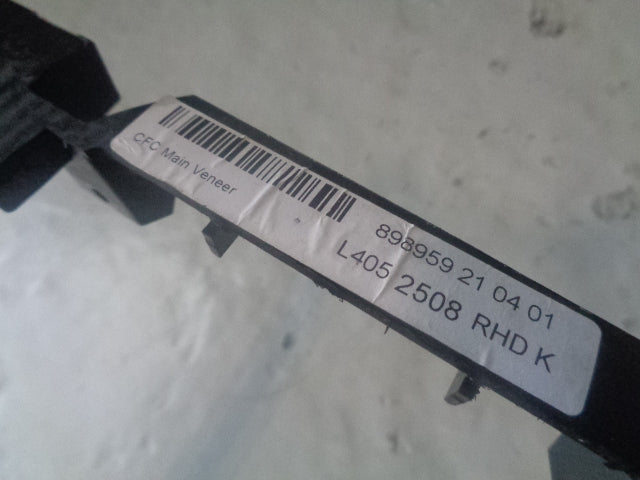 CFC Main Veneer
898959 21 04 01
L405 2508 RHD K